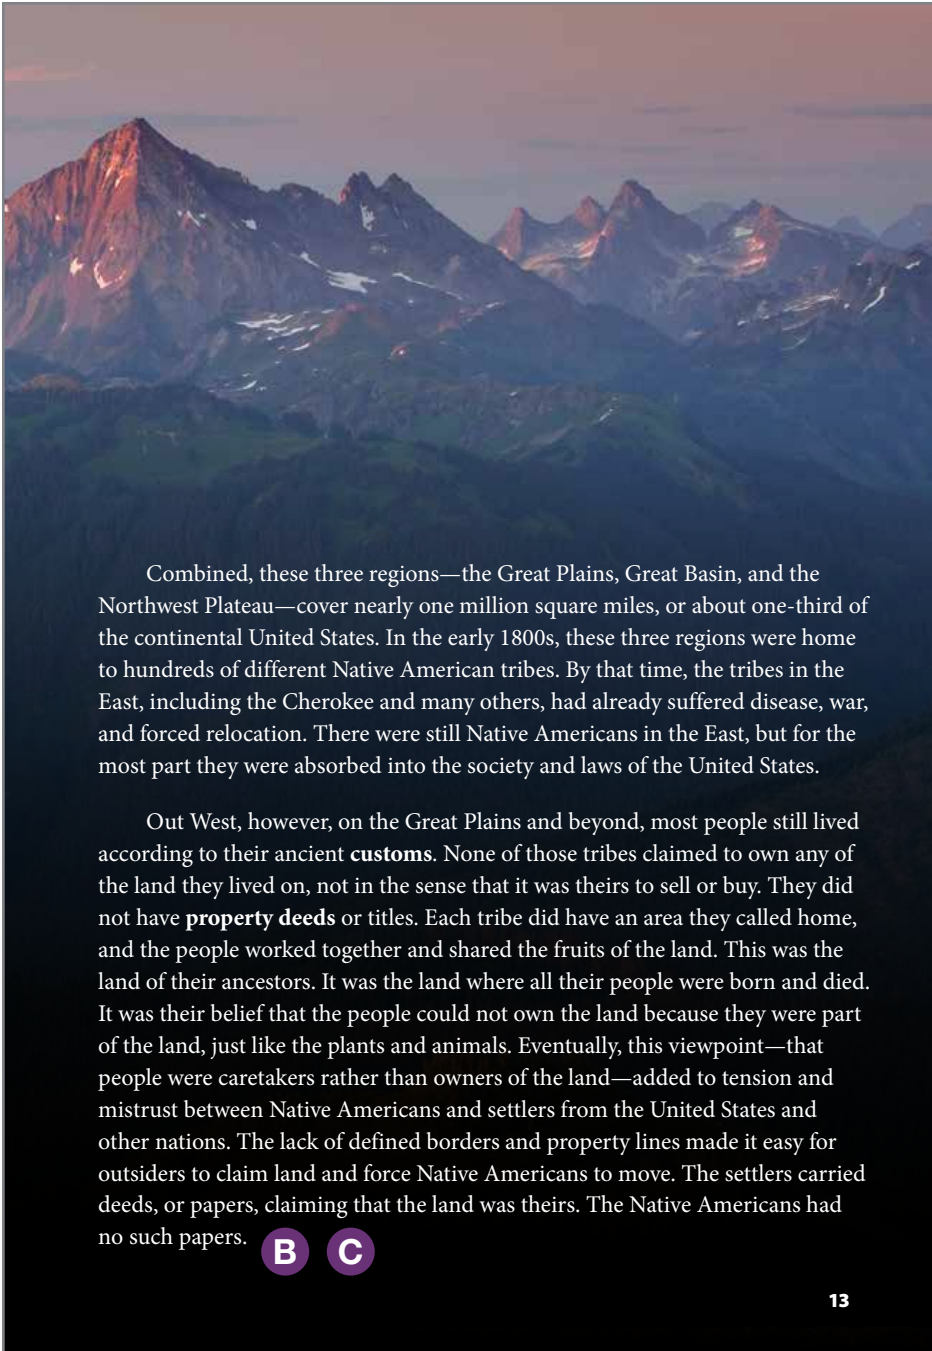 Combined, these three regions—the Great Plains, Great Basin, and the
Northwest Plateau—cover nearly one million square miles, or about one-third of
the continental United States. In the early 1800s, these three regions were home
to hundreds of different Native American tribes. By that time, the tribes in the
East, including the Cherokee and many others, had already suffered disease, war,
and forced relocation. There were still Native Americans in the East, but for the
most part they were absorbed into the society and laws of the United States.
Out West, however, on the Great Plains and beyond, most people still lived
according to their ancient customs. None of those tribes claimed to own any of
the land they lived on, not in the sense that it was theirs to sell or buy. They did
not have property deeds or titles. Each tribe did have an area they called home,
and the people worked together and shared the fruits of the land. This was the
land of their ancestors. It was the land where all their people were born and died.
It was their belief that the people could not own the land because they were part
of the land, just like the plants and animals. Eventually, this viewpoint—that
people were caretakers rather than owners of the land—added to tension and
mistrust between Native Americans and settlers from the United States and
other nations. The lack of defined borders and property lines made it easy for
outsiders to claim land and force Native Americans to move. The settlers carried
deeds, or papers, claiming that the land was theirs. The Native Americans had
no such papers. B C
13